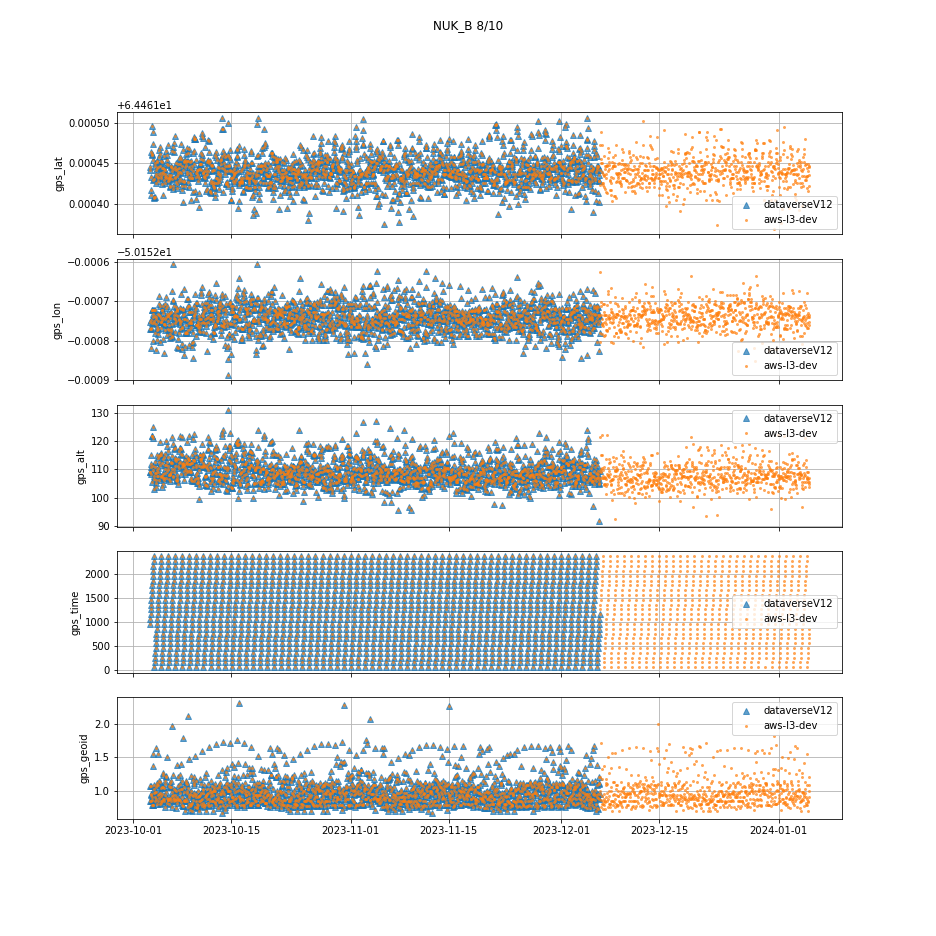 NUK_B 8/10
+6.4461e1
0.00050
0.00045
0.00040
gps_lat
dataverseV12
aws-l3-dev
−5.0152e1
−0.0006
−0.0007
−0.0008
−0.0009
gps_lon
dataverseV12
aws-l3-dev
130
120
110
100
90
gps_alt
dataverseV12
aws-l3-dev
2000
1500
1000
500
0
gps_time
dataverseV12
aws-l3-dev
2.0
1.5
1.0
gps_geoid
dataverseV12
aws-l3-dev
2023-10-01 2023-10-15 2023-11-01 2023-11-15 2023-12-01 2023-12-15 2024-01-01